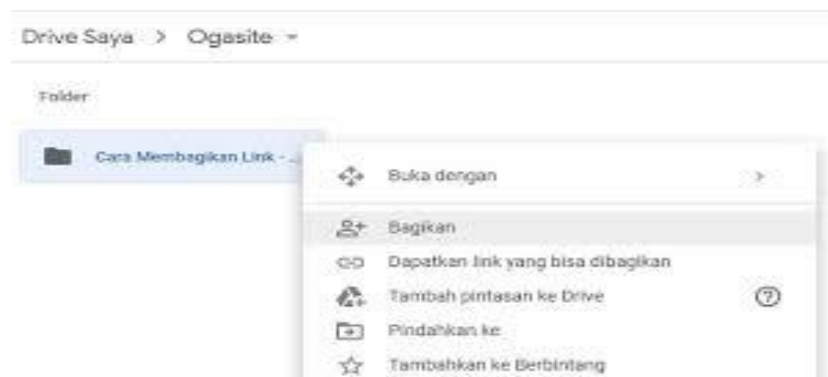 Drive Saya > Ogasite
Folder
Cara Membagikan Link - ...
Buka dengan
Bagikan
Dapatkan link yang bisa dibagikan
Tambah pintasan ke Drive
Pindahkan ke
Tambahkan ke Berbintang